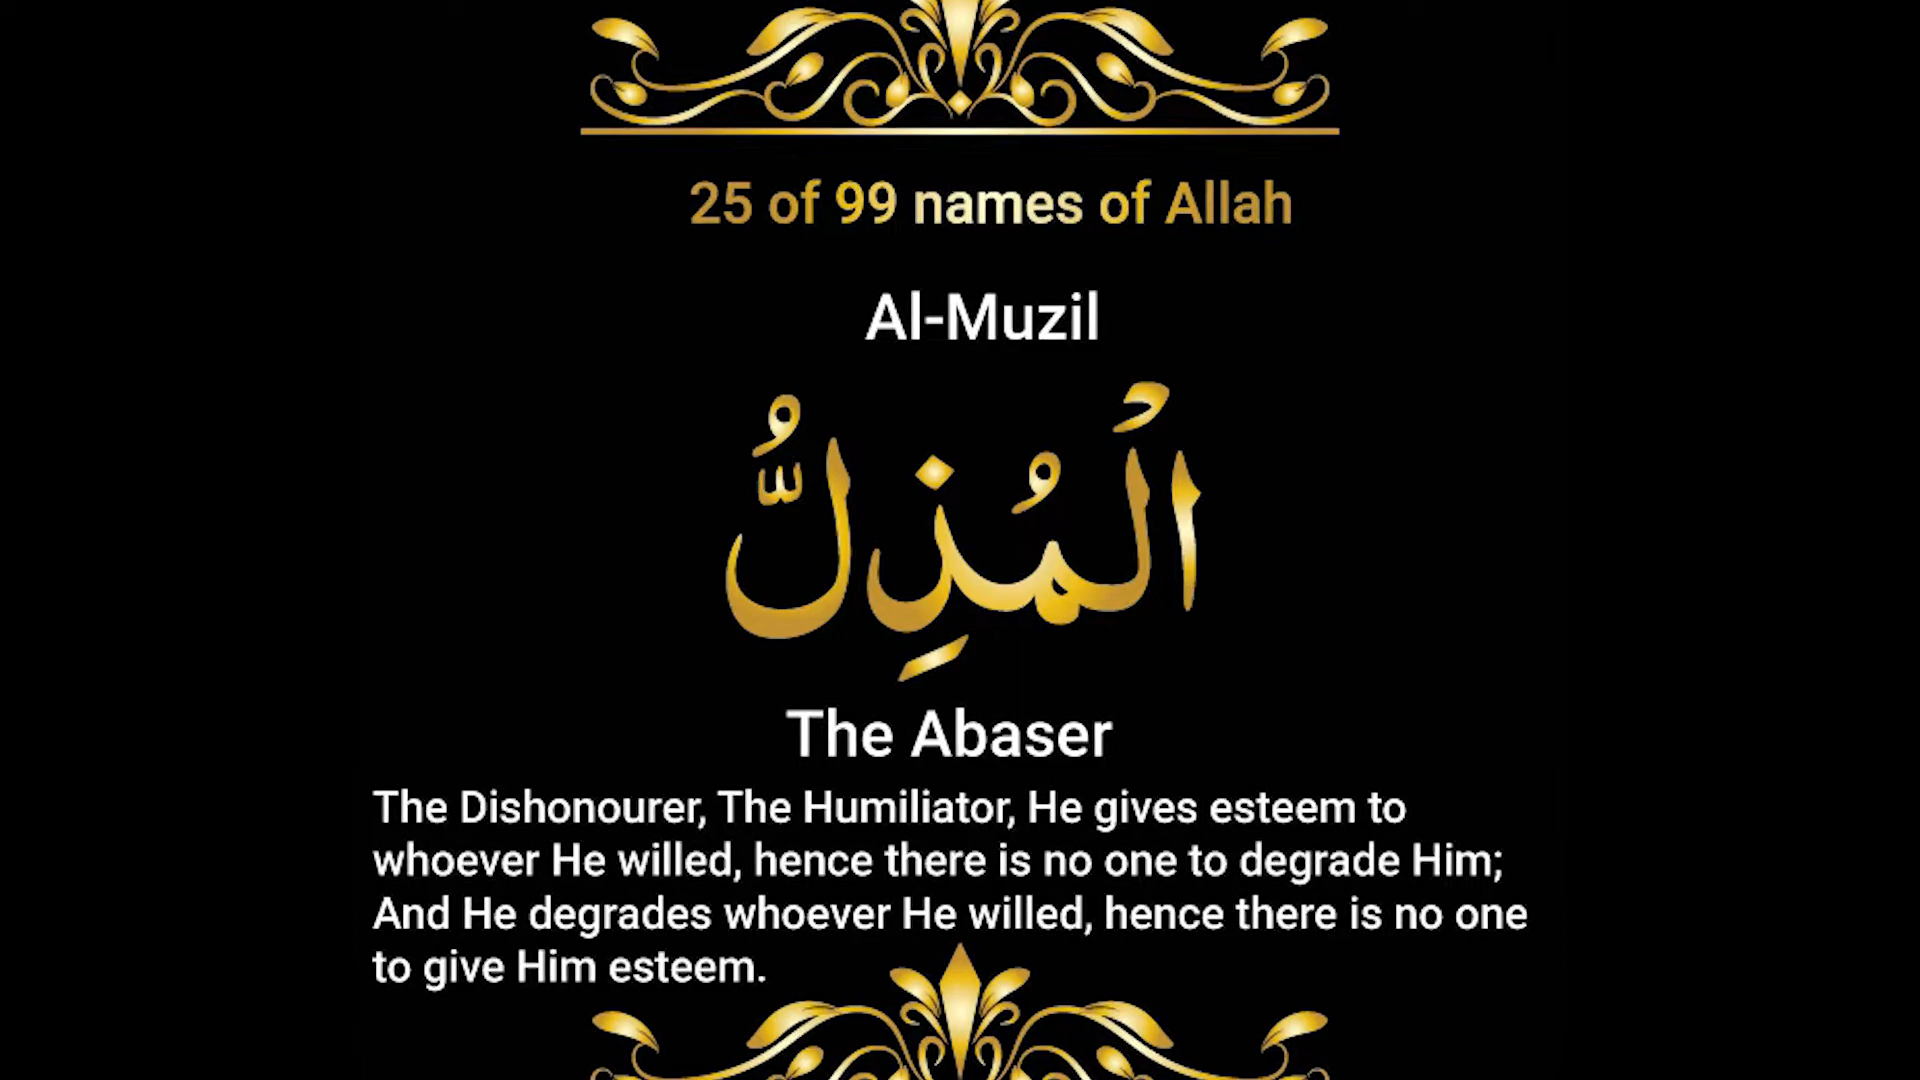 25 of 99 names of Allah
Al-Muzil
ٱلْمُذِلُّ
The Abaser
The Dishonourer, The Humiliator, He gives esteem to
whoever He willed, hence there is no one to degrade Him;
And He degrades whoever He willed, hence there is no one
to give Him esteem.